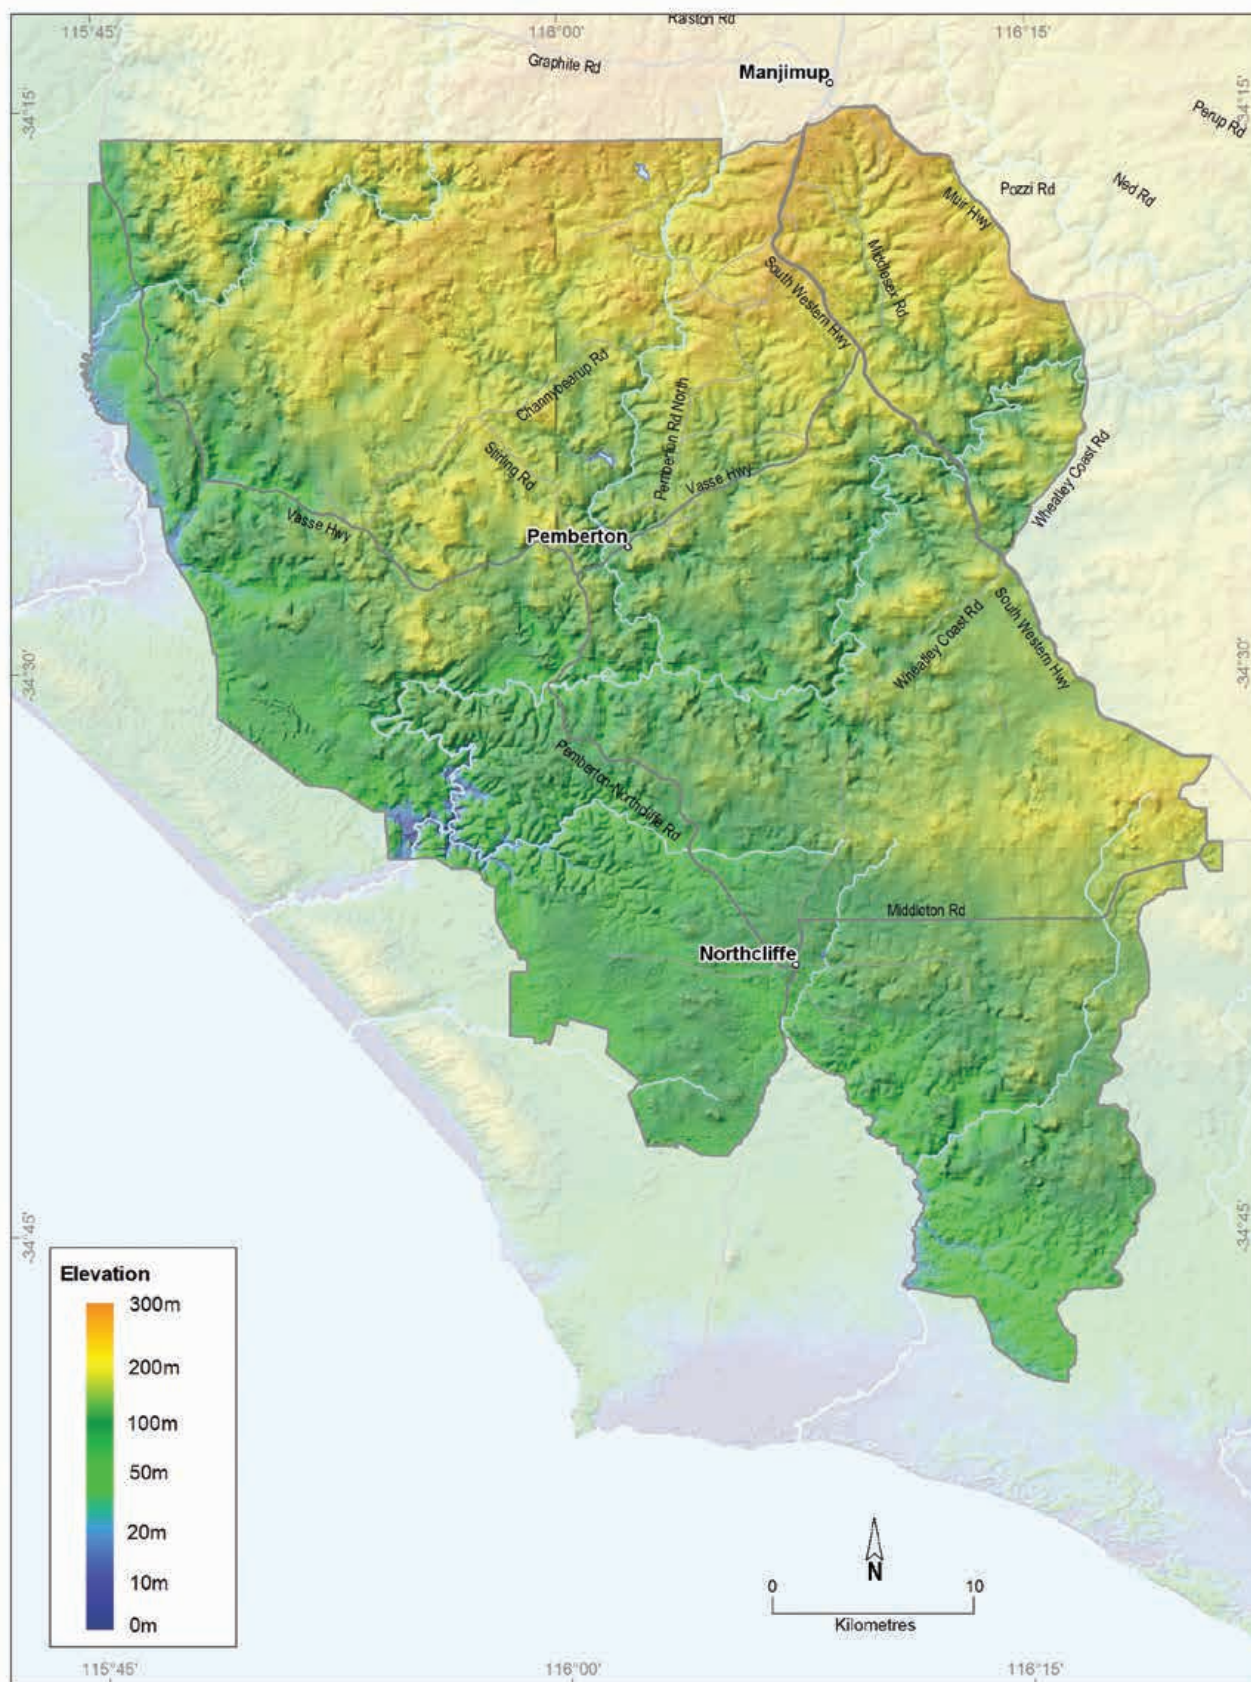 Ralston Rd
115°45'
116°00'
116°15'
Graphite Rd
Manjimup
-34°15'
-34°15'
Perup Rd
Pozzi Rd
Ned Rd
Muir Hwy
Middlesex Rd
South Western Hwy
Channybearup Rd
Pemberton Rd North
Stirling Rd
Vasse Hwy
Wheatley Coast Rd
Vasse Hwy
Pemberton
South Western Hwy
Wheatley Coast Rd
-34°30'
-34°30'
Pemberton-Northcliffe Rd
Middleton Rd
Northcliffe
-34°45'
-34°45'
Elevation
300m
200m
100m
50m
20m
10m
0m
N
0 10
Kilometres
115°45'
116°00'
116°15'